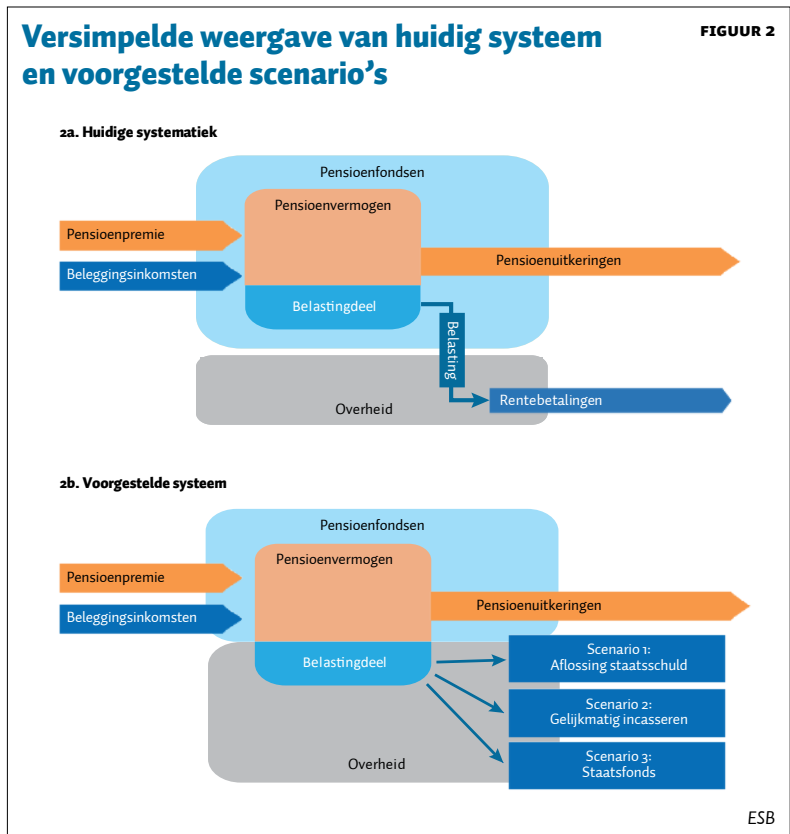 Versimpelde weergave van huidig systeem
en voorgestelde scenario's
FIGUUR 2
2a. Huidige systematiek
Pensioenfondsen
Pensioenvermogen
Pensioenpremie
Beleggingsinkomsten
Pensioenuitkeringen
Belastingdeel
Belasting
Rentebetalingen
Overheid
2b. Voorgestelde systeem
Pensioenfondsen
Pensioenvermogen
Pensioenpremie
Beleggingsinkomsten
Pensioenuitkeringen
Belastingdeel
Scenario 1:
Aflossing staatsschuld
Scenario 2:
Gelijkmatig incasseren
Scenario 3:
Staatsfonds
Overheid
ESB